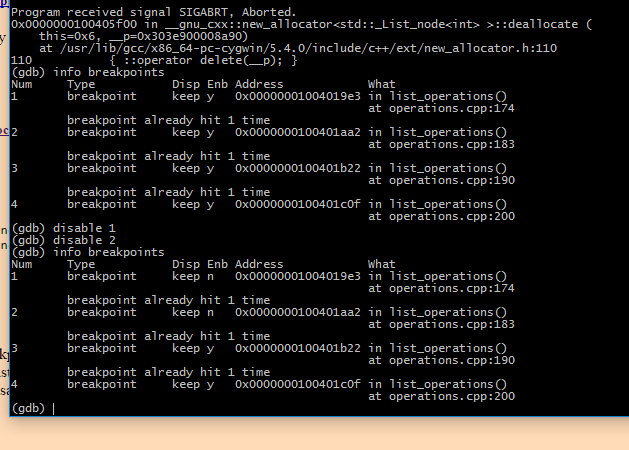 Program received signal SIGABRT, Aborted.
0x0000000100405f00 in __gnu_cxx::new_allocator<std::_List_node<int> >::deallocate (
this=0x6, __p=0x303e900008a90)
at /usr/lib/gcc/x86_64-pc-cygwin/5.4.0/include/c++/ext/new_allocator.h:110
110 { ::operator delete(__p); }
(gdb) info breakpoints
Num Type Disp Enb Address What
1 breakpoint keep y 0x00000001004019e3 in list_operations()
at operations.cpp:174
breakpoint already hit 1 time
2 breakpoint keep y 0x0000000100401aa2 in list_operations()
at operations.cpp:183
breakpoint already hit 1 time
3 breakpoint keep y 0x0000000100401b22 in list_operations()
at operations.cpp:190
breakpoint already hit 1 time
4 breakpoint keep y 0x0000000100401c0f in list_operations()
at operations.cpp:200
(gdb) disable 1
(gdb) disable 2
(gdb) info breakpoints
Num Type Disp Enb Address What
1 breakpoint keep n 0x00000001004019e3 in list_operations()
at operations.cpp:174
breakpoint already hit 1 time
2 breakpoint keep n 0x0000000100401aa2 in list_operations()
at operations.cpp:183
breakpoint already hit 1 time
3 breakpoint keep y 0x0000000100401b22 in list_operations()
at operations.cpp:190
breakpoint already hit 1 time
4 breakpoint keep y 0x0000000100401c0f in list_operations()
at operations.cpp:200
(gdb)